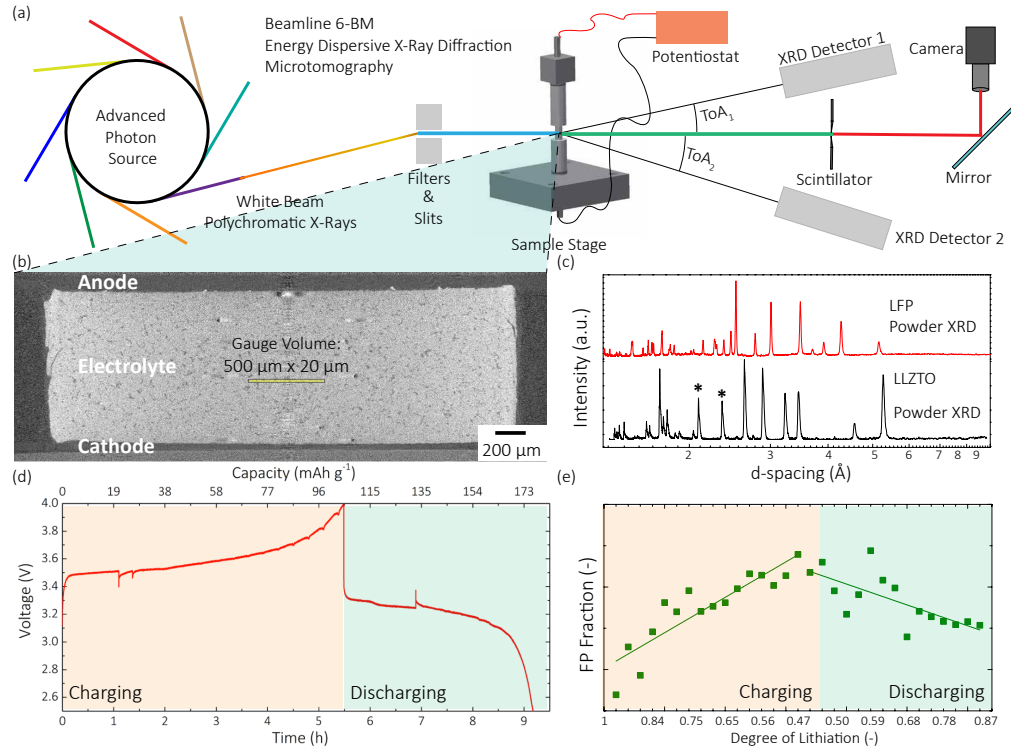 (a)
Beamline 6-BM
Energy Dispersive X-Ray Diffraction
Microtomography
Advanced
Photon
Source
White Beam
Polychromatic X-Rays
Filters
&
Slits
Sample Stage
Potentiostat
XRD Detector 1
ToA1
ToA2
XRD Detector 2
Scintillator
Camera
Mirror
(b)
Anode
Electrolyte
Gauge Volume:
500 µm x 20 µm
Cathode
200 µm
(c)
LFP
Powder XRD
LLZTO
Powder XRD
* *
Intensity (a.u.)
2 3 4 5 6 7 8 9
d-spacing (Å)
(d)
Capacity (mAh g-1)
0 19 38 57 77 96 115 135 154 173
4.0
3.8
3.6
3.4
3.2
3.0
2.8
2.6
Voltage (V)
Charging
Discharging
0 1 2 3 4 5 6 7 8 9
Time (h)
(e)
FP Fraction (-)
Charging
Discharging
1 0.84 0.75 0.65 0.56 0.47 0.50 0.59 0.68 0.78 0.87
Degree of Lithiation (-)